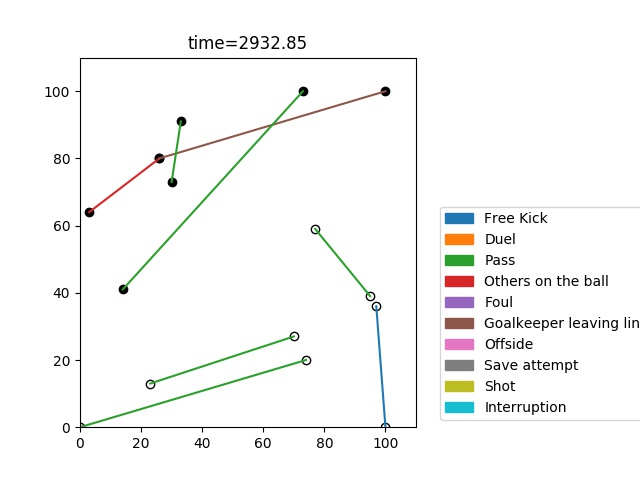 time=2932.85
100
80
60
40
20
0
0 20 40 60 80 100
Free Kick
Duel
Pass
Others on the ball
Foul
Goalkeeper leaving lin
Offside
Save attempt
Shot
Interruption